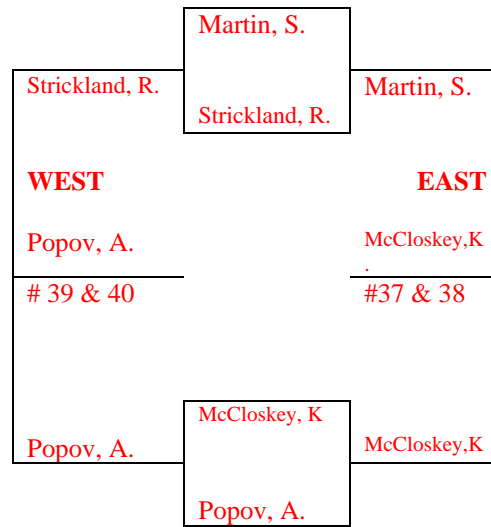 Martin, S.
Strickland, R.
Martin, S.
Strickland, R.
WEST
EAST
Popov, A.
McCloskey,K
.
# 39 & 40
#37 & 38
McCloskey, K
Popov, A.
McCloskey,K
Popov, A.